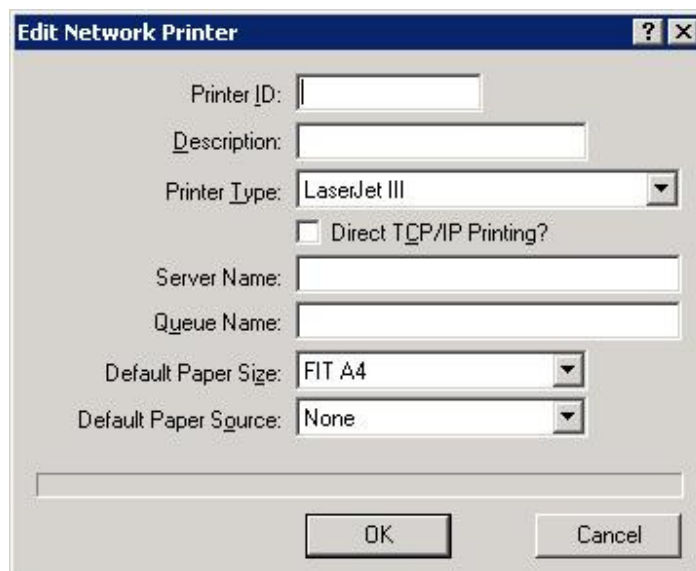 Edit Network Printer
Printer ID:
Description:
Printer Type: LaserJet III
Direct TCP/IP Printing?
Server Name:
Queue Name:
Default Paper Size: FIT A4
Default Paper Source: None
OK Cancel